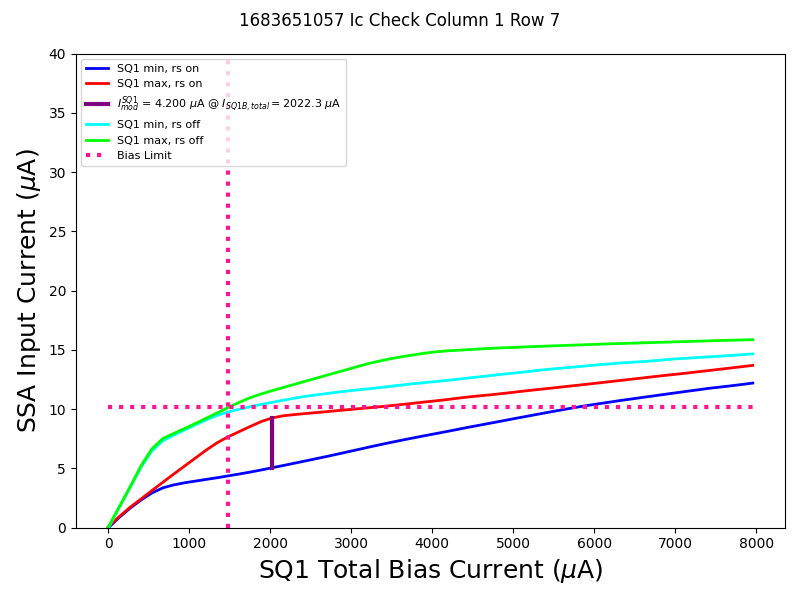 1683651057 Ic Check Column 1 Row 7
SSA Input Current (μA)
40
35
30
25
20
15
10
5
0
SQ1 min, rs on
SQ1 max, rs on
I_{mod}^{SQ1} = 4.200 μA @ I_{SQ1B, total} = 2022.3 μA
SQ1 min, rs off
SQ1 max, rs off
Bias Limit
0 1000 2000 3000 4000 5000 6000 7000 8000
SQ1 Total Bias Current (μA)